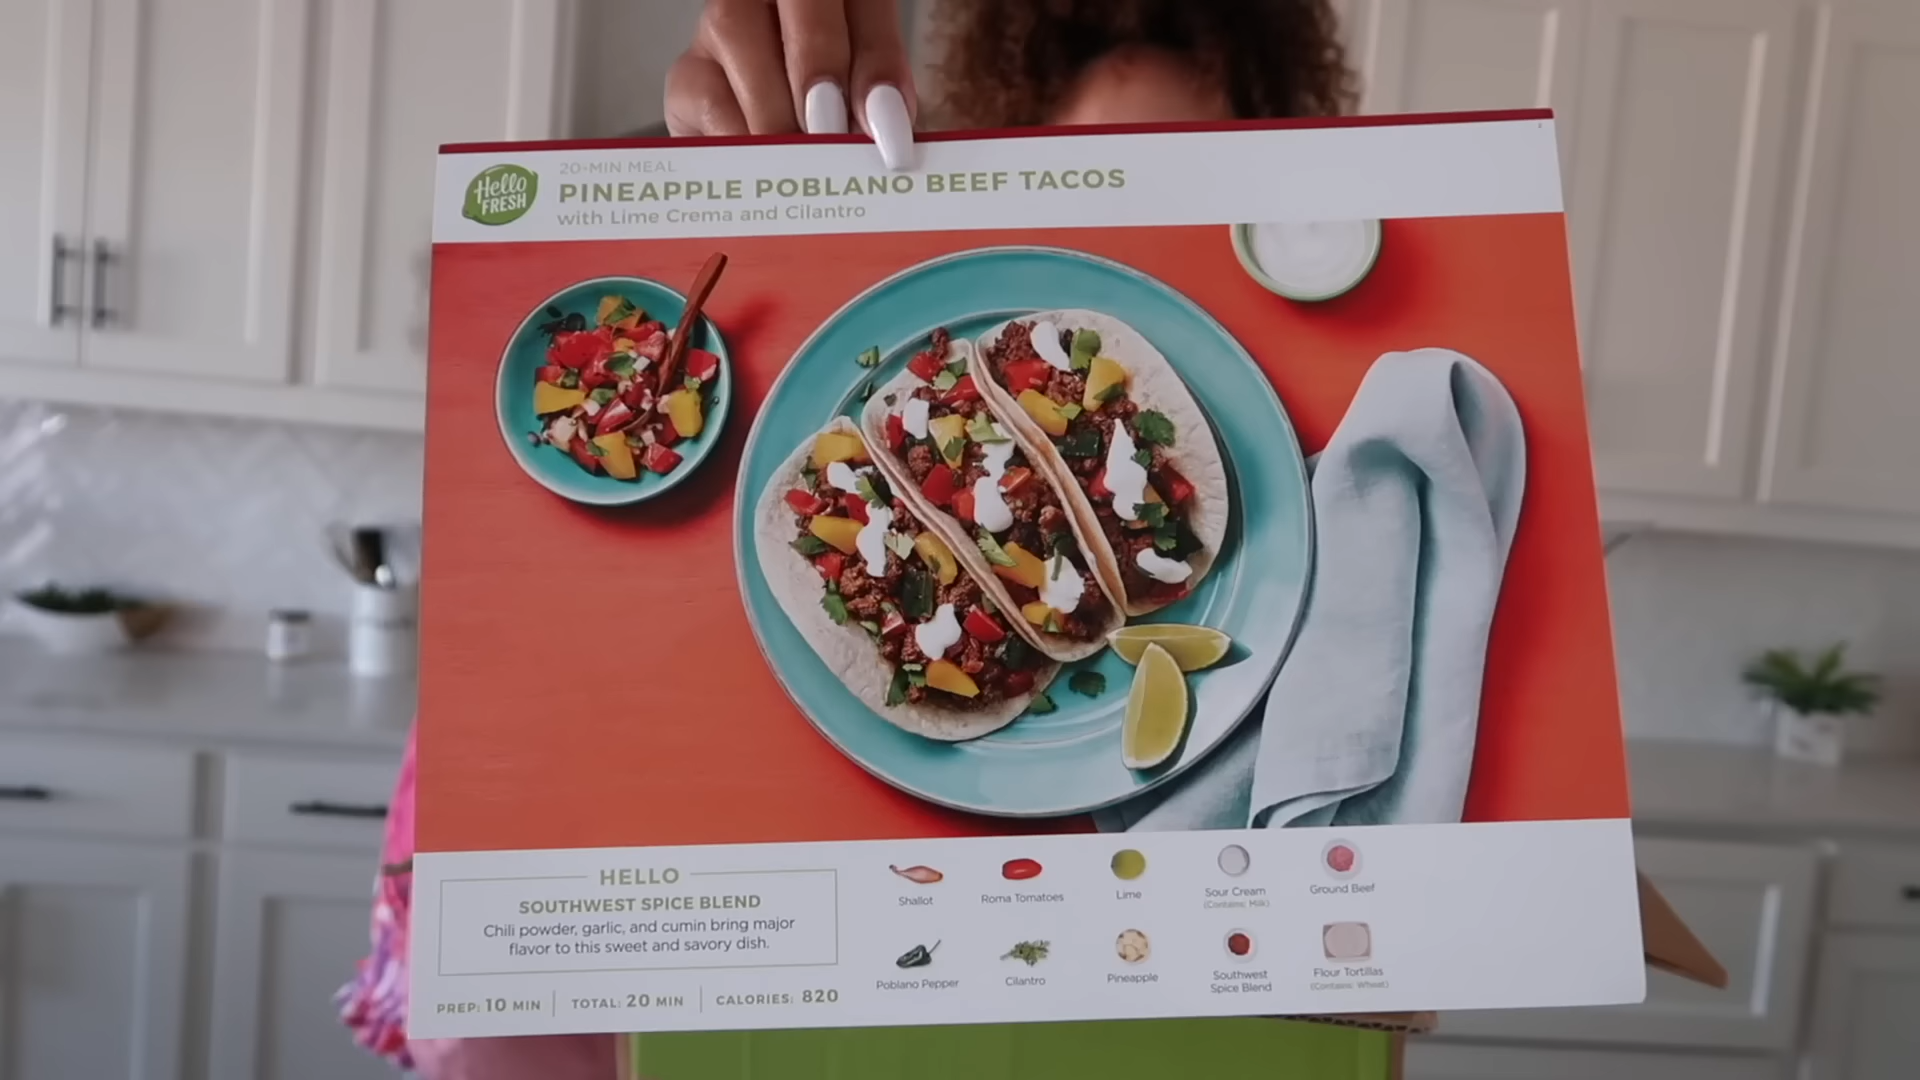 Hello
FRESH
20-MIN MEAL
PINEAPPLE POBLANO BEEF TACOS
with Lime Crema and Cilantro
HELLO
SOUTHWEST SPICE BLEND
Chili powder, garlic, and cumin bring major
flavor to this sweet and savory dish.
PREP: 10 MIN
TOTAL: 20 MIN
CALORIES: 820
Shallot
Roma Tomatoes
Lime
Sour Cream
(Contains: Milk)
Ground Beef
Poblano Pepper
Cilantro
Pineapple
Southwest
Spice Blend
Flour Tortillas
(Contains: Wheat)